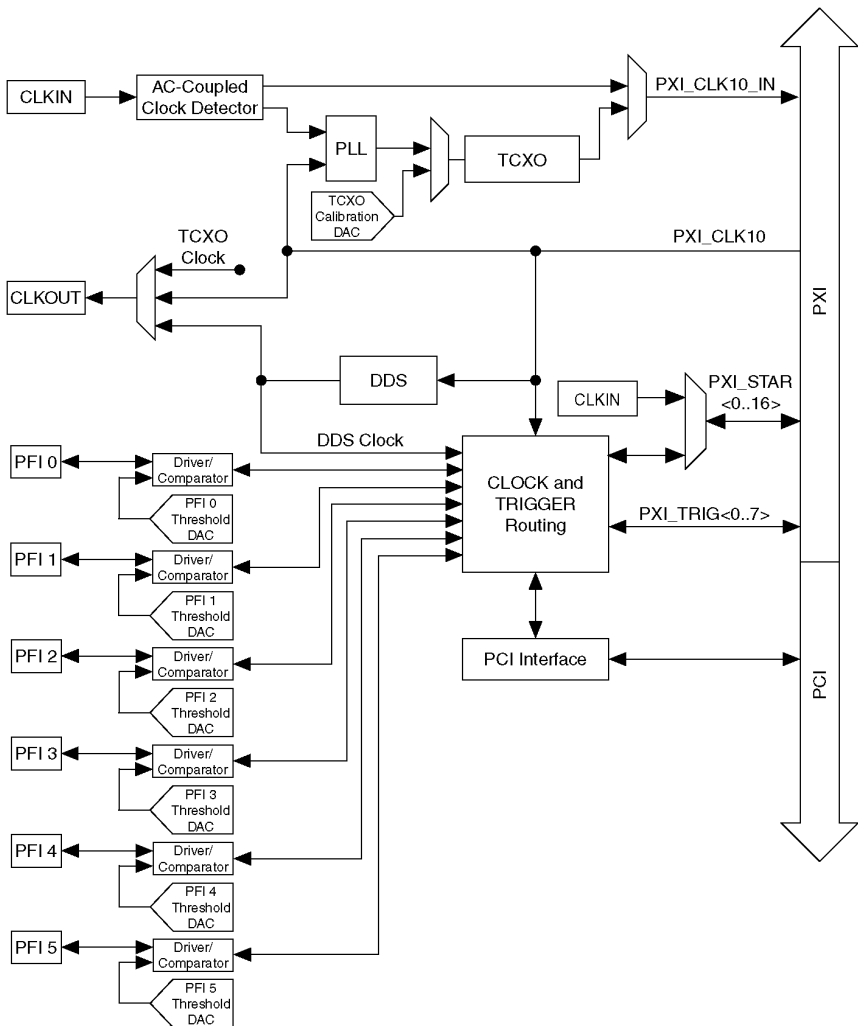 CLKIN
AC-Coupled
Clock Detector
PXI_CLK10_IN
PLL
TCXO
TCXO
Calibration
DAC
TCXO
Clock
PXI_CLK10
CLKOUT
PXI
DDS
CLKIN
PXI_STAR
<0..16>
DDS Clock
CLOCK and
TRIGGER
Routing
PXI_TRIG<0..7>
PCI Interface
PCI
PFI 0
Driver/
Comparator
PFI 0
Threshold
DAC
PFI 1
Driver/
Comparator
PFI 1
Threshold
DAC
PFI 2
Driver/
Comparator
PFI 2
Threshold
DAC
PFI 3
Driver/
Comparator
PFI 3
Threshold
DAC
PFI 4
Driver/
Comparator
PFI 4
Threshold
DAC
PFI 5
Driver/
Comparator
PFI 5
Threshold
DAC